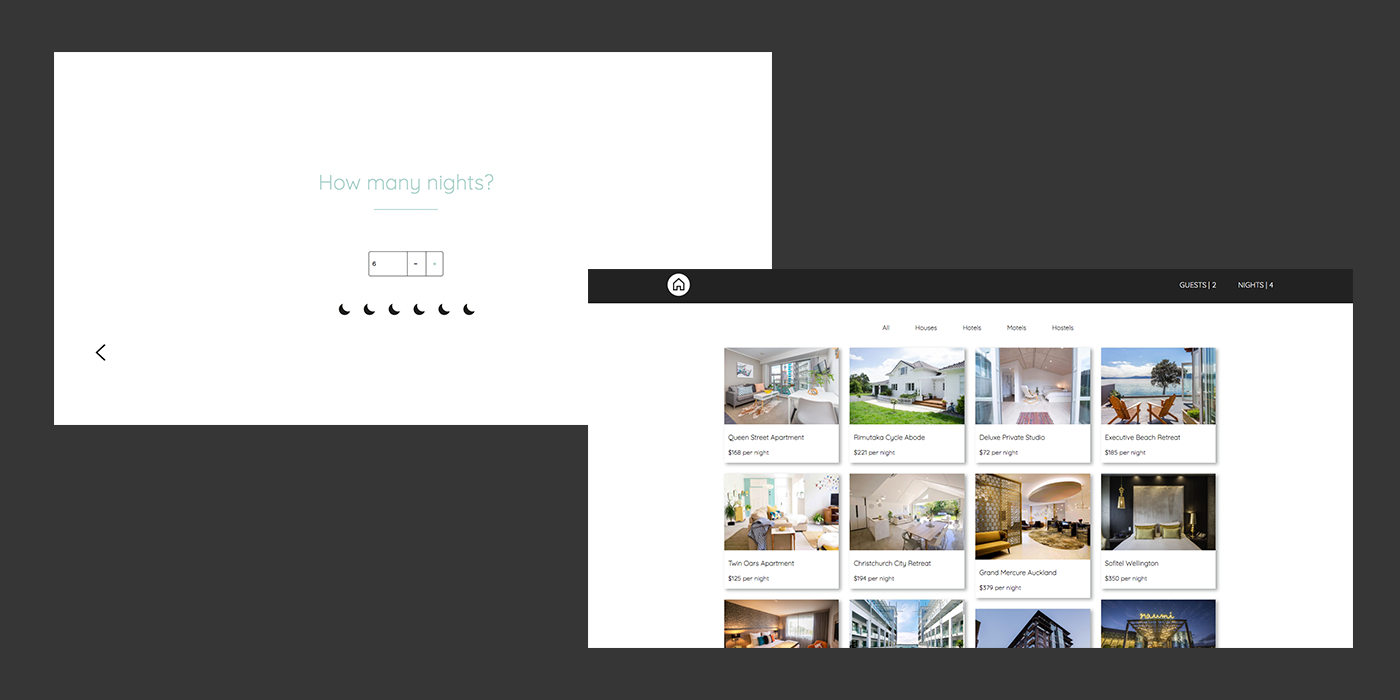 How many nights?
6 - +
GUESTS | 2 NIGHTS | 4
All Houses Hotels Motels Hostels
Queen Street Apartment
$168 per night
Rimutaka Cycle Abode
$221 per night
Deluxe Private Studio
$72 per night
Executive Beach Retreat
$185 per night
Twin Oars Apartment
$125 per night
Christchurch City Retreat
$194 per night
Grand Mercure Auckland
$379 per night
Sofitel Wellington
$350 per night
naumi